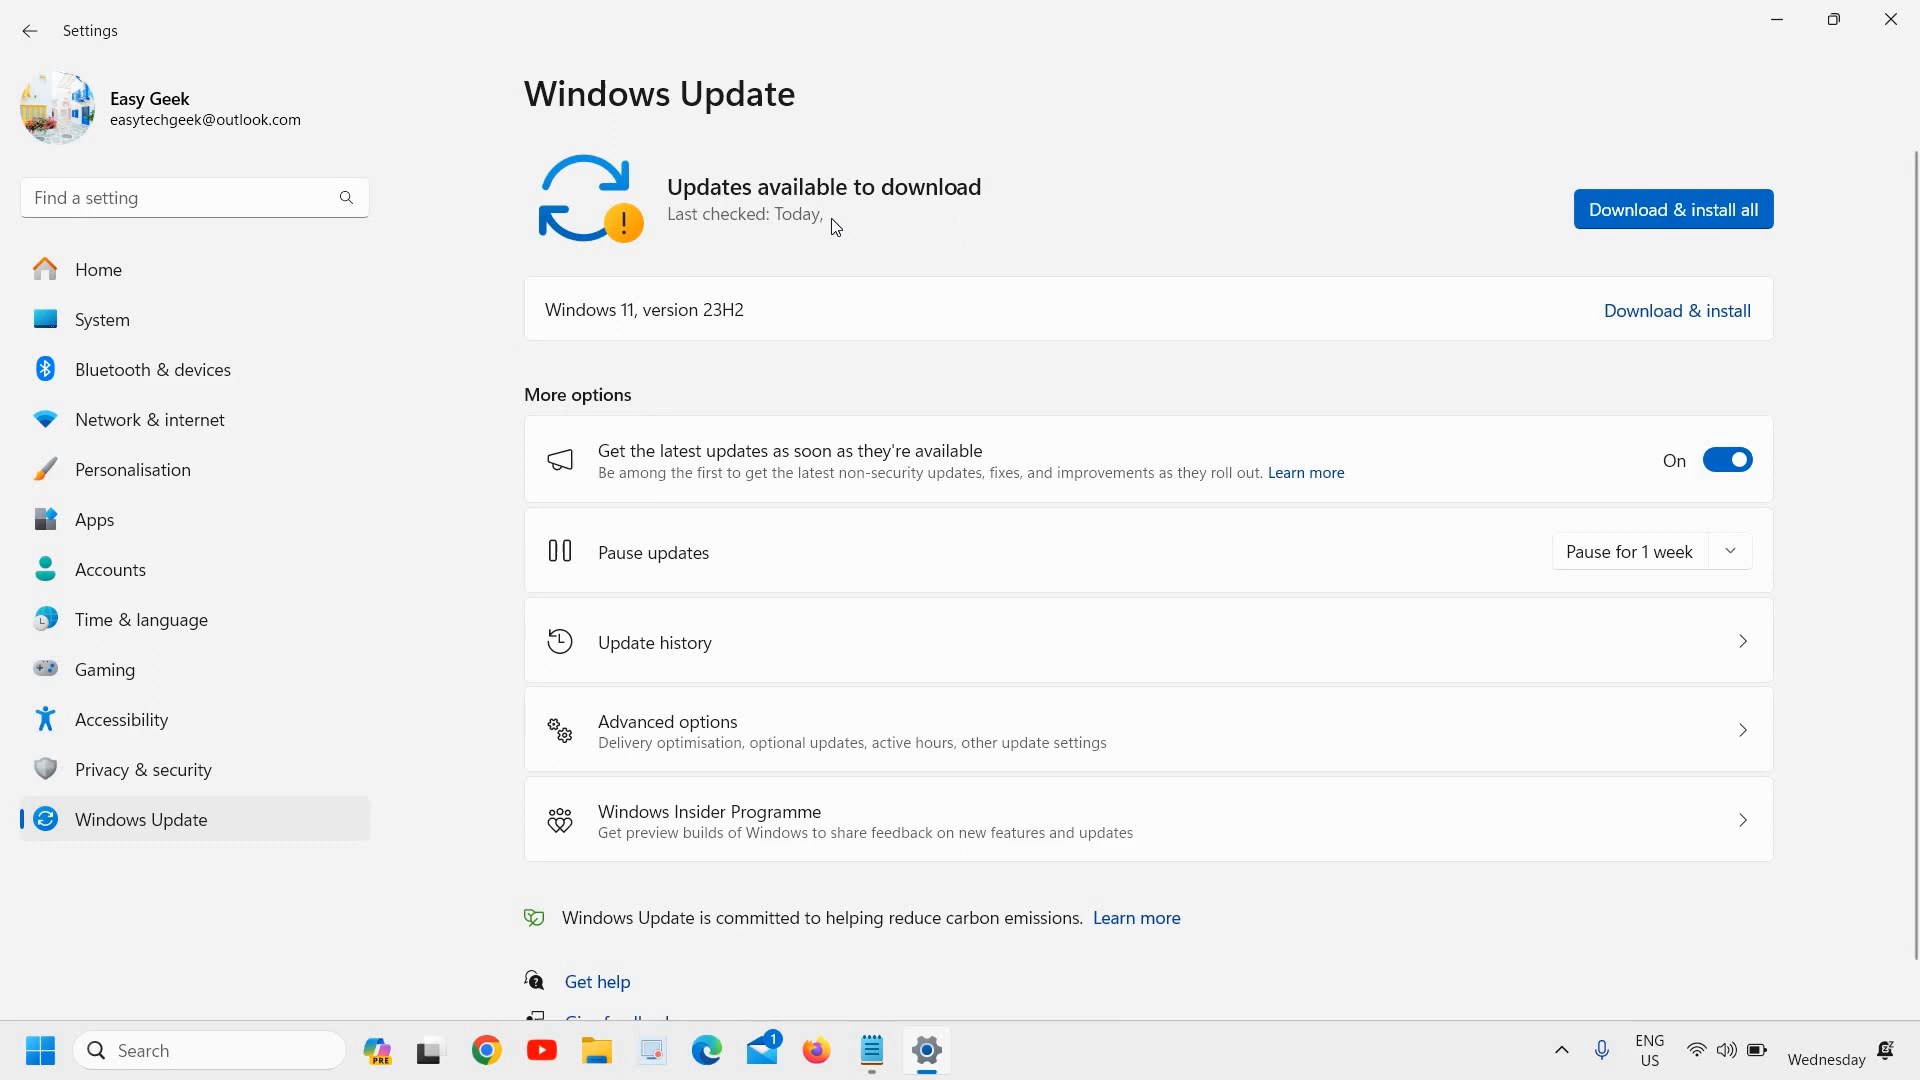 Settings
Easy Geek
easytechgeek@outlook.com
Find a setting
Home
System
Bluetooth & devices
Network & internet
Personalisation
Apps
Accounts
Time & language
Gaming
Accessibility
Privacy & security
Windows Update
Windows Update
Updates available to download
Last checked: Today,
Download & install all
Windows 11, version 23H2
Download & install
More options
Get the latest updates as soon as they're available
Be among the first to get the latest non-security updates, fixes, and improvements as they roll out. Learn more
On
Pause updates
Pause for 1 week
Update history
Advanced options
Delivery optimisation, optional updates, active hours, other update settings
Windows Insider Programme
Get preview builds of Windows to share feedback on new features and updates
Windows Update is committed to helping reduce carbon emissions. Learn more
Get help
Search
PRE
1
ENG
US
Wednesday